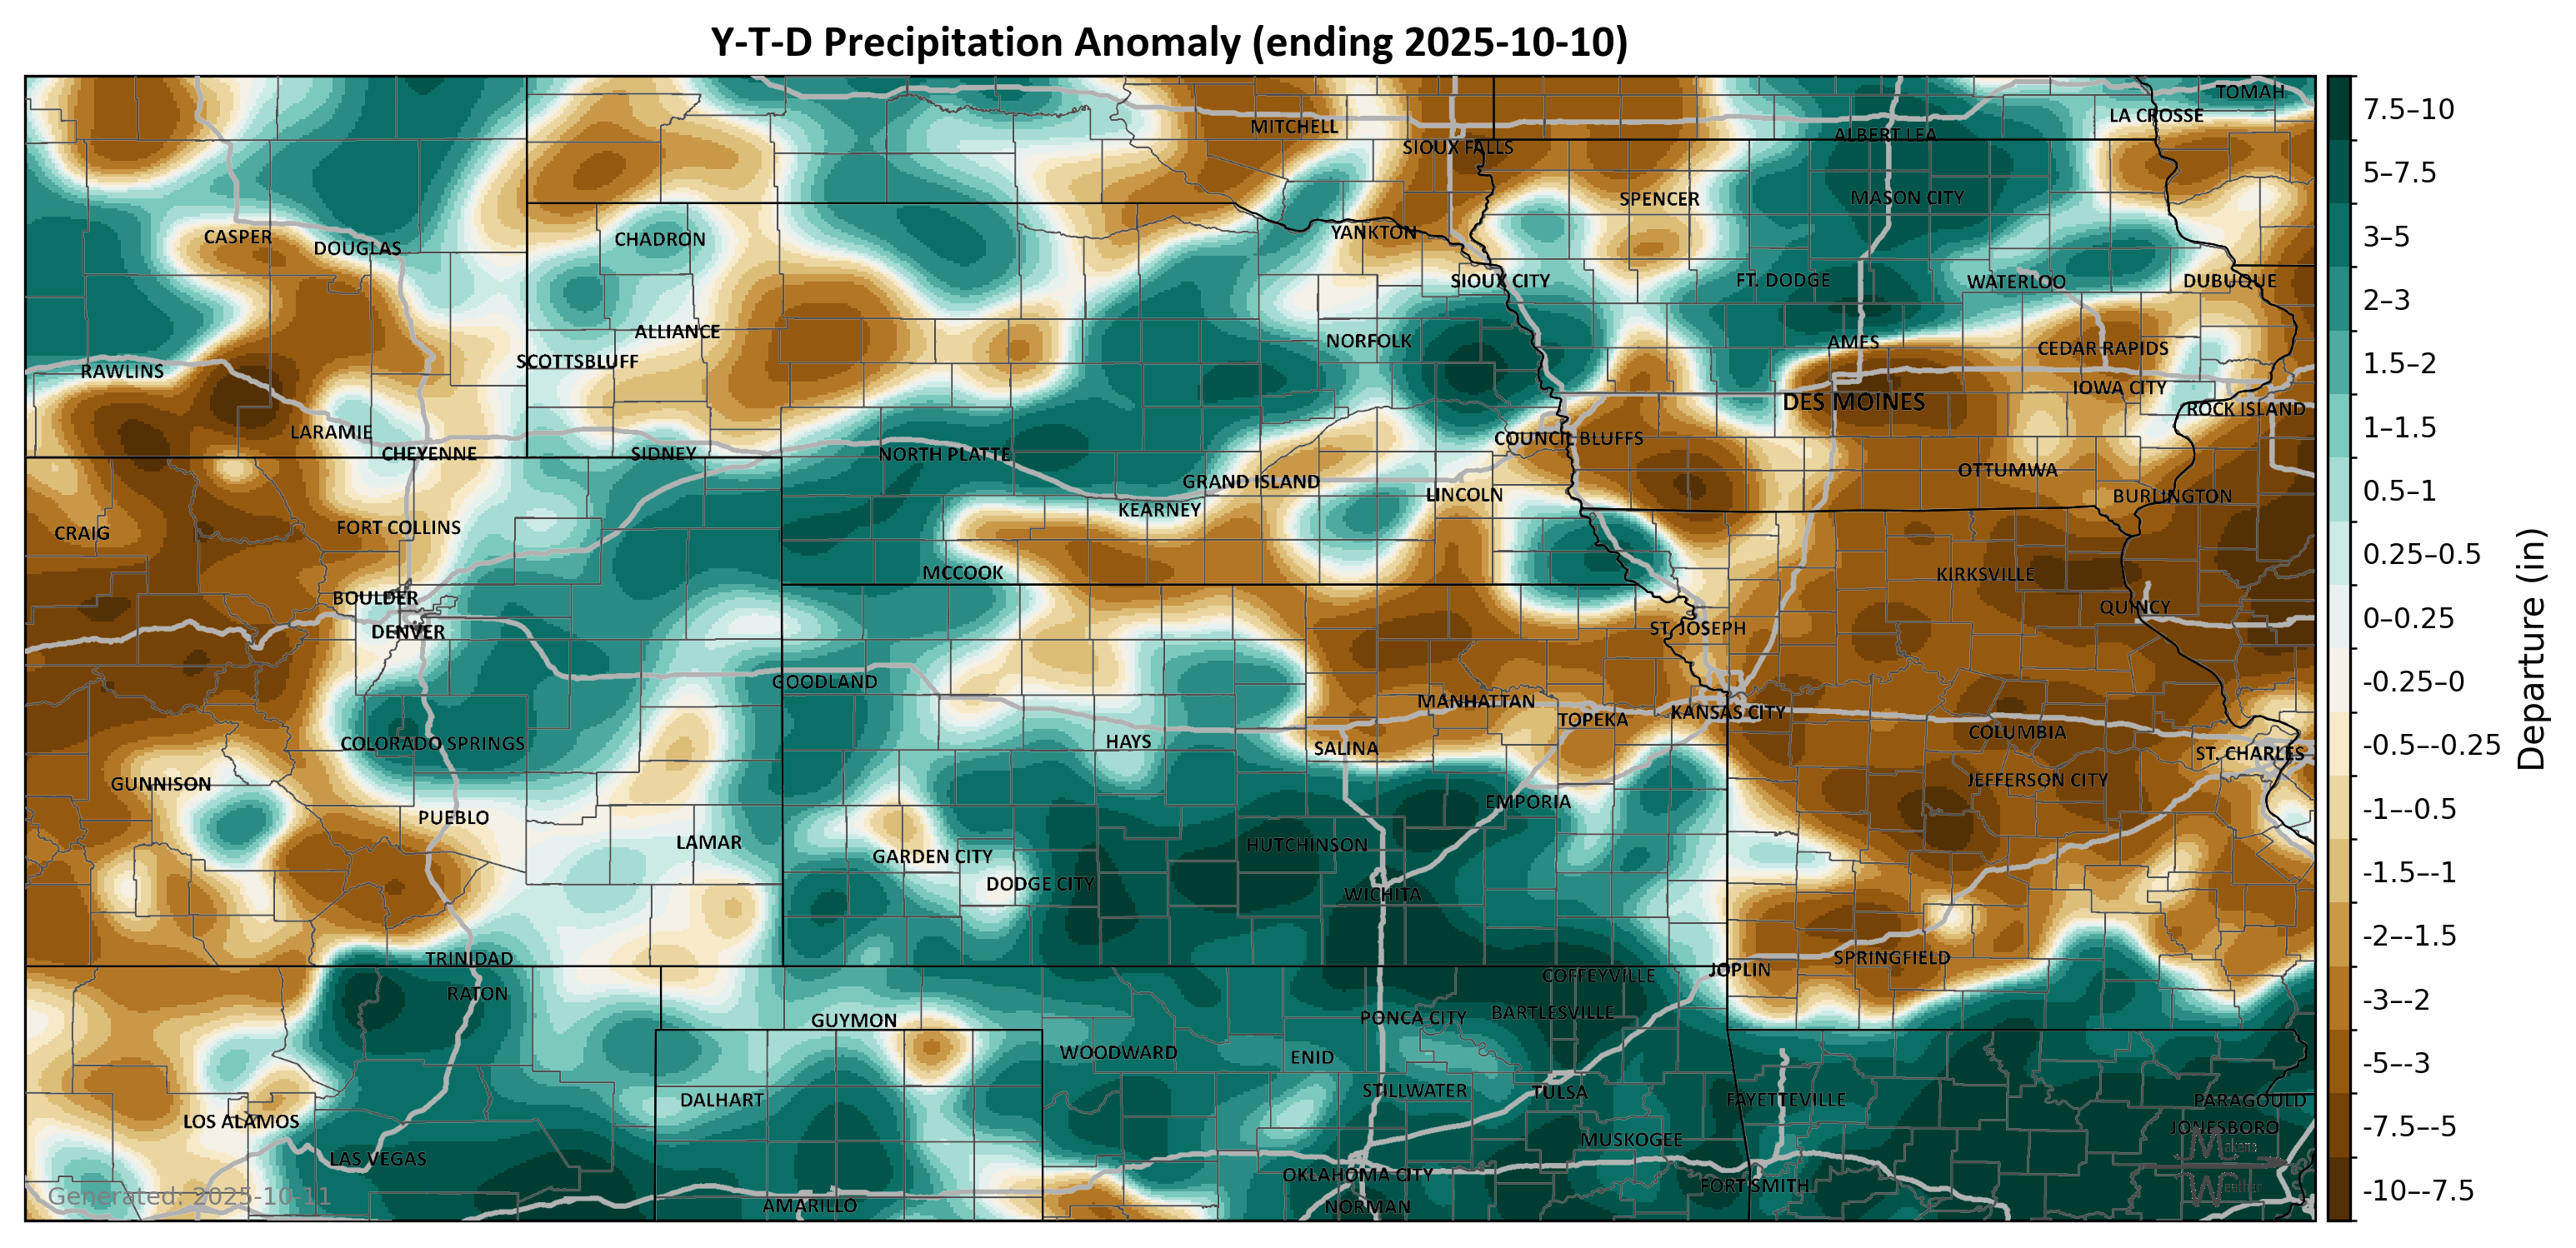 Y-T-D Precipitation Anomaly (ending 2025-10-10)
TOMAH
LA CROSSE
MITCHELL
ALBERT LEA
SIOUX FALLS
SPENCER
MASON CITY
CASPER
DOUGLAS
CHADRON
YANKTON
SIOUX CITY
FT. DODGE
WATERLOO
DUBUQUE
ALLIANCE
NORFOLK
AMES
CEDAR RAPIDS
SCOTTSBLUFF
RAWLINS
IOWA CITY
DES MOINES
ROCK ISLAND
LARAMIE
COUNCIL BLUFFS
CHEYENNE
SIDNEY
NORTH PLATTE
OTTUMWA
GRAND ISLAND
LINCOLN
BURLINGTON
KEARNEY
CRAIG
FORT COLLINS
MCCOOK
KIRKSVILLE
BOULDER
QUINCY
DENVER
ST. JOSEPH
GOODLAND
MANHATTAN
TOPEKA
KANSAS CITY
COLUMBIA
COLORADO SPRINGS
HAYS
SALINA
ST. CHARLES
GUNNISON
JEFFERSON CITY
EMPORIA
PUEBLO
LAMAR
HUTCHINSON
GARDEN CITY
DODGE CITY
WICHITA
TRINIDAD
SPRINGFIELD
JOPLIN
COFFEYVILLE
RATON
BARTLESVILLE
GUYMON
PONCA CITY
WOODWARD
ENID
STILLWATER
TULSA
DALHART
FAYETTEVILLE
PARAGOULD
LOS ALAMOS
JONESBORO
MUSKOGEE
Makens
LAS VEGAS
OKLAHOMA CITY
FORT SMITH
Weather
Generated: 2025-10-11
AMARILLO
NORMAN
7.5–10
5–7.5
3–5
2–3
1.5–2
1–1.5
0.5–1
0.25–0.5
0–0.25
-0.25–0
-0.5–-0.25
-1–-0.5
-1.5–-1
-2–-1.5
-3–-2
-5–-3
-7.5–-5
-10–-7.5
Departure (in)